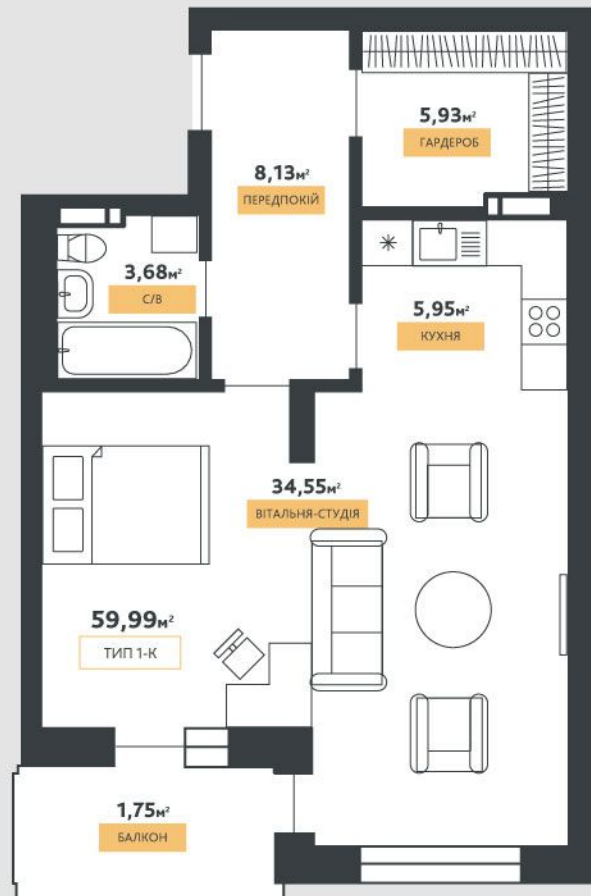 5,93м²
ГАРДЕРОБ
8,13м²
ПЕРЕДПОКІЙ
3,68м²
С/В
5,95м²
КУХНЯ
34,55м²
ВІТАЛЬНЯ-СТУДІЯ
59,99м²
ТИП 1-К
1,75м²
БАЛКОН